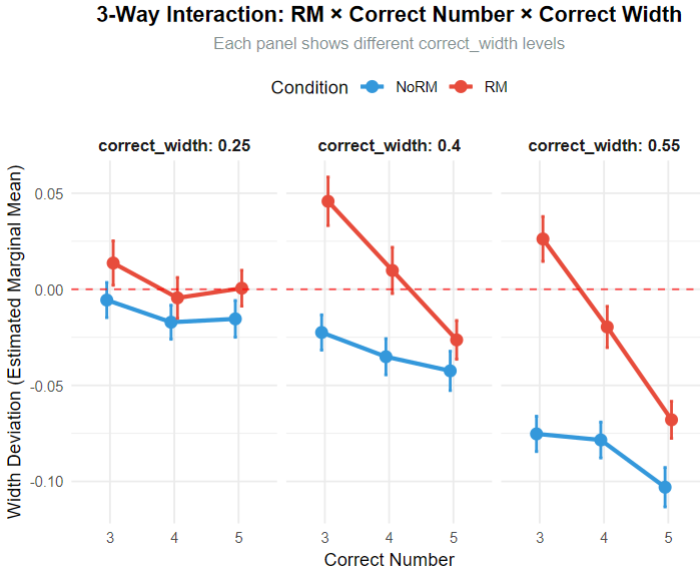 3-Way Interaction: RM × Correct Number × Correct Width
Each panel shows different correct_width levels
Condition NoRM RM
correct_width: 0.25 correct_width: 0.4 correct_width: 0.55
Width Deviation (Estimated Marginal Mean)
0.05
0.00
-0.05
-0.10
3 4 5 3 4 5 3 4 5
Correct Number